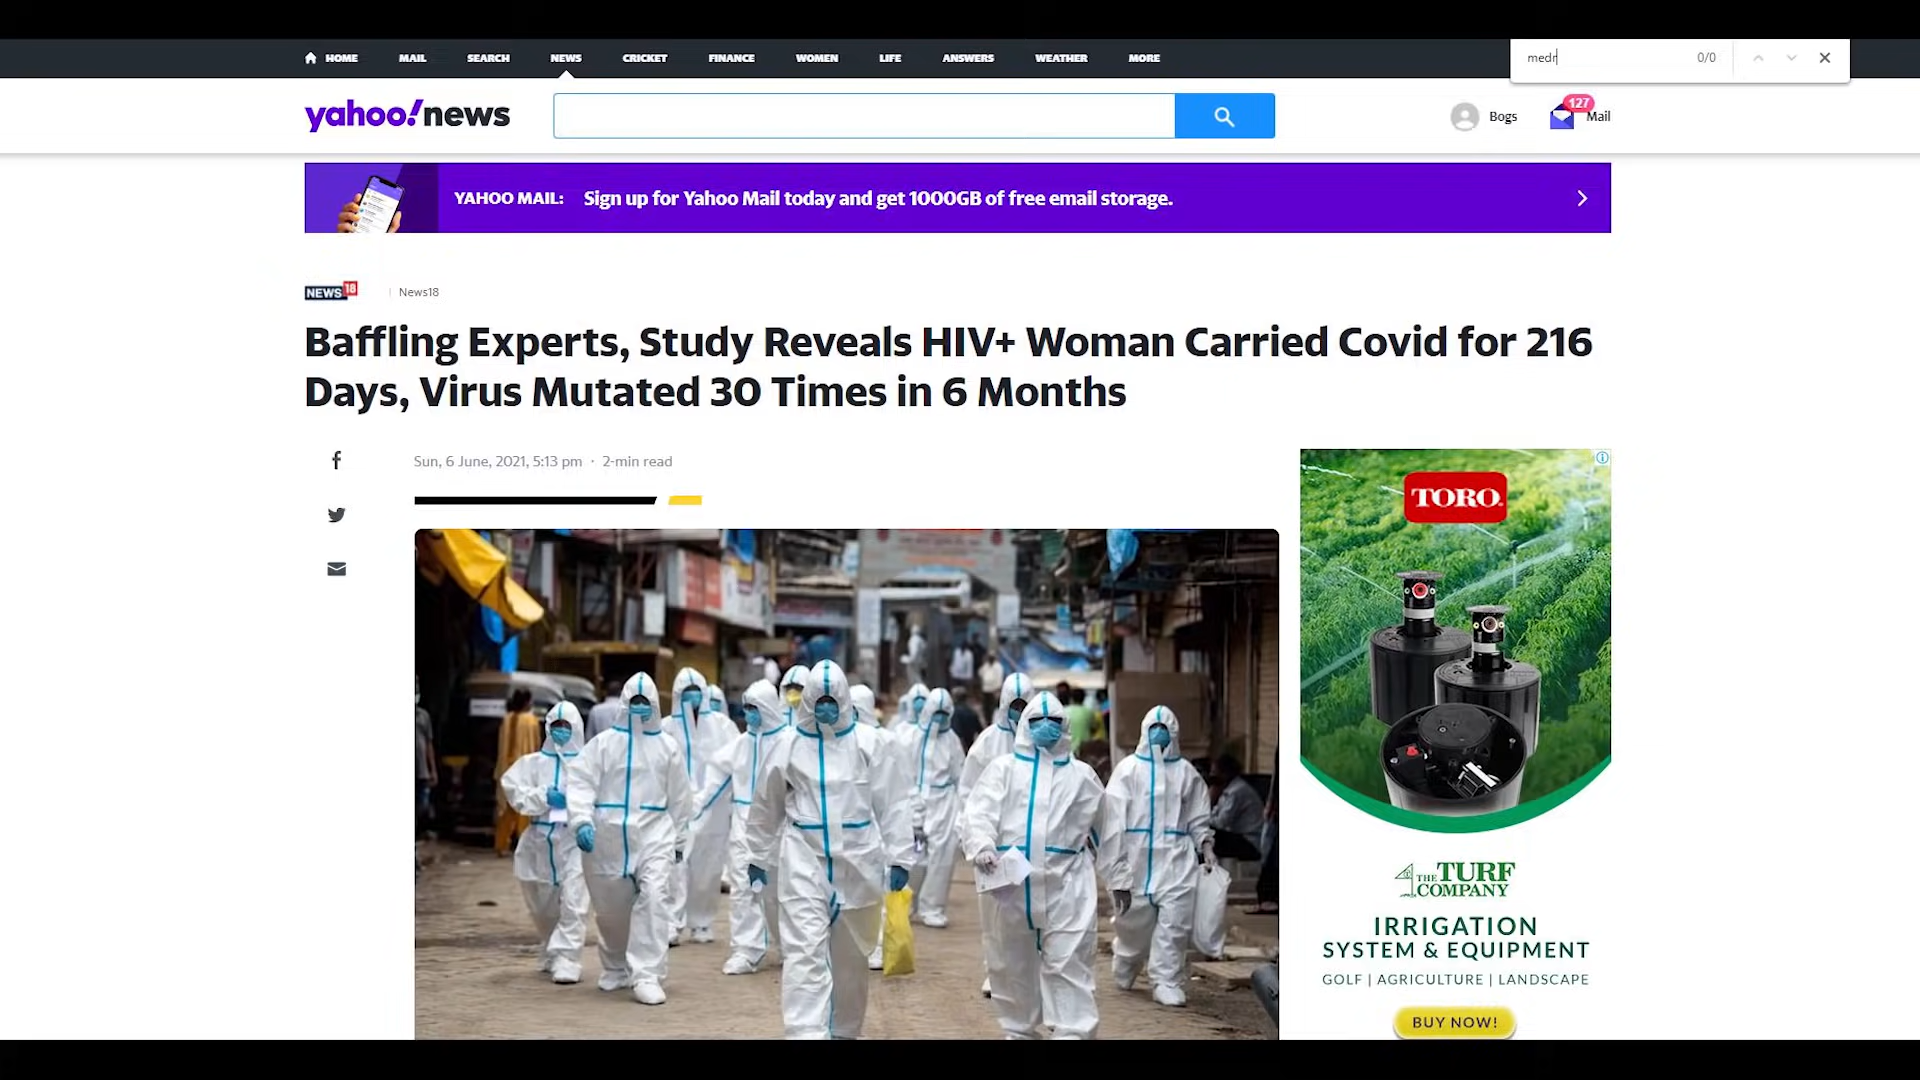 HOME MAIL SEARCH NEWS CRICKET FINANCE WOMEN LIFE ANSWERS WEATHER MORE
medr 0/0
yahoo!news
Bogs 127 Mail
YAHOO MAIL: Sign up for Yahoo Mail today and get 1000GB of free email storage.
NEWS18 | News18
Baffling Experts, Study Reveals HIV+ Woman Carried Covid for 216
Days, Virus Mutated 30 Times in 6 Months
Sun, 6 June, 2021, 5:13 pm · 2-min read
TORO.
THE TURF
COMPANY
IRRIGATION
SYSTEM & EQUIPMENT
GOLF | AGRICULTURE | LANDSCAPE
BUY NOW!